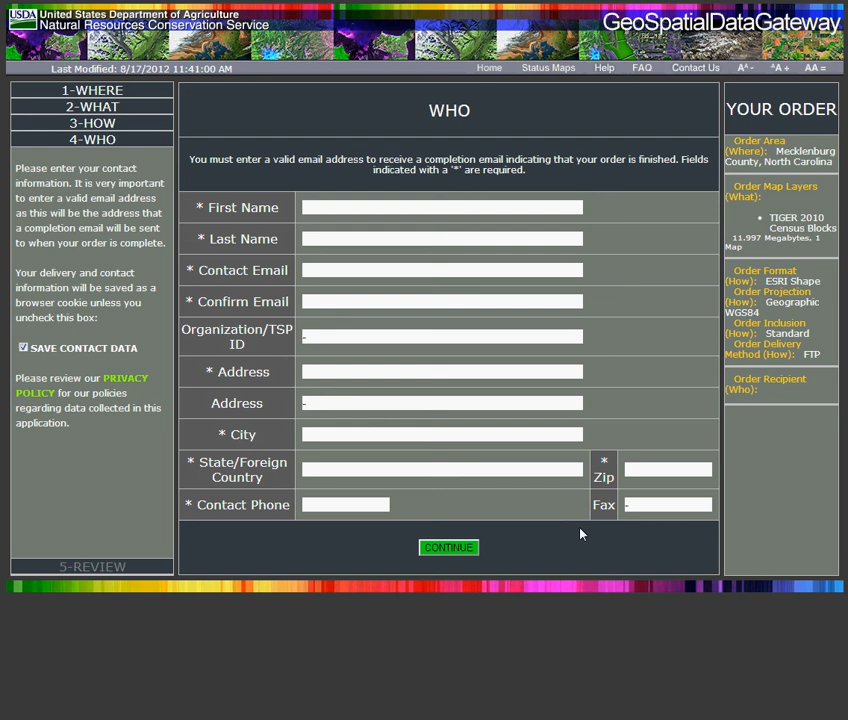 USDA United States Department of Agriculture
Natural Resources Conservation Service
GeoSpatialDataGateway
Last Modified: 8/17/2012 11:41:00 AM
Home Status Maps Help FAQ Contact Us AA - AA + AA =
1-WHERE
2-WHAT
3-HOW
4-WHO
Please enter your contact
information. It is very important
to enter a valid email address
as this will be the address that
a completion email will be sent
to when your order is complete.
Your delivery and contact
information will be saved as a
browser cookie unless you
uncheck this box:
SAVE CONTACT DATA
Please review our PRIVACY
POLICY for our policies
regarding data collected in this
application.
5-REVIEW
WHO
You must enter a valid email address to receive a completion email indicating that your order is finished. Fields
indicated with a '*' are required.
* First Name
* Last Name
* Contact Email
* Confirm Email
Organization/TSP
ID
-
* Address
Address
-
* City
* State/Foreign
Country
*
Zip
* Contact Phone
Fax
-
CONTINUE
YOUR ORDER
Order Area
(Where): Mecklenburg
County, North Carolina
Order Map Layers
(What):
• TIGER 2010
Census Blocks
11.997 Megabytes, 1
Map
Order Format
(How): ESRI Shape
Order Projection
(How): Geographic
WGS84
Order Inclusion
(How): Standard
Order Delivery
Method (How): FTP
Order Recipient
(Who):